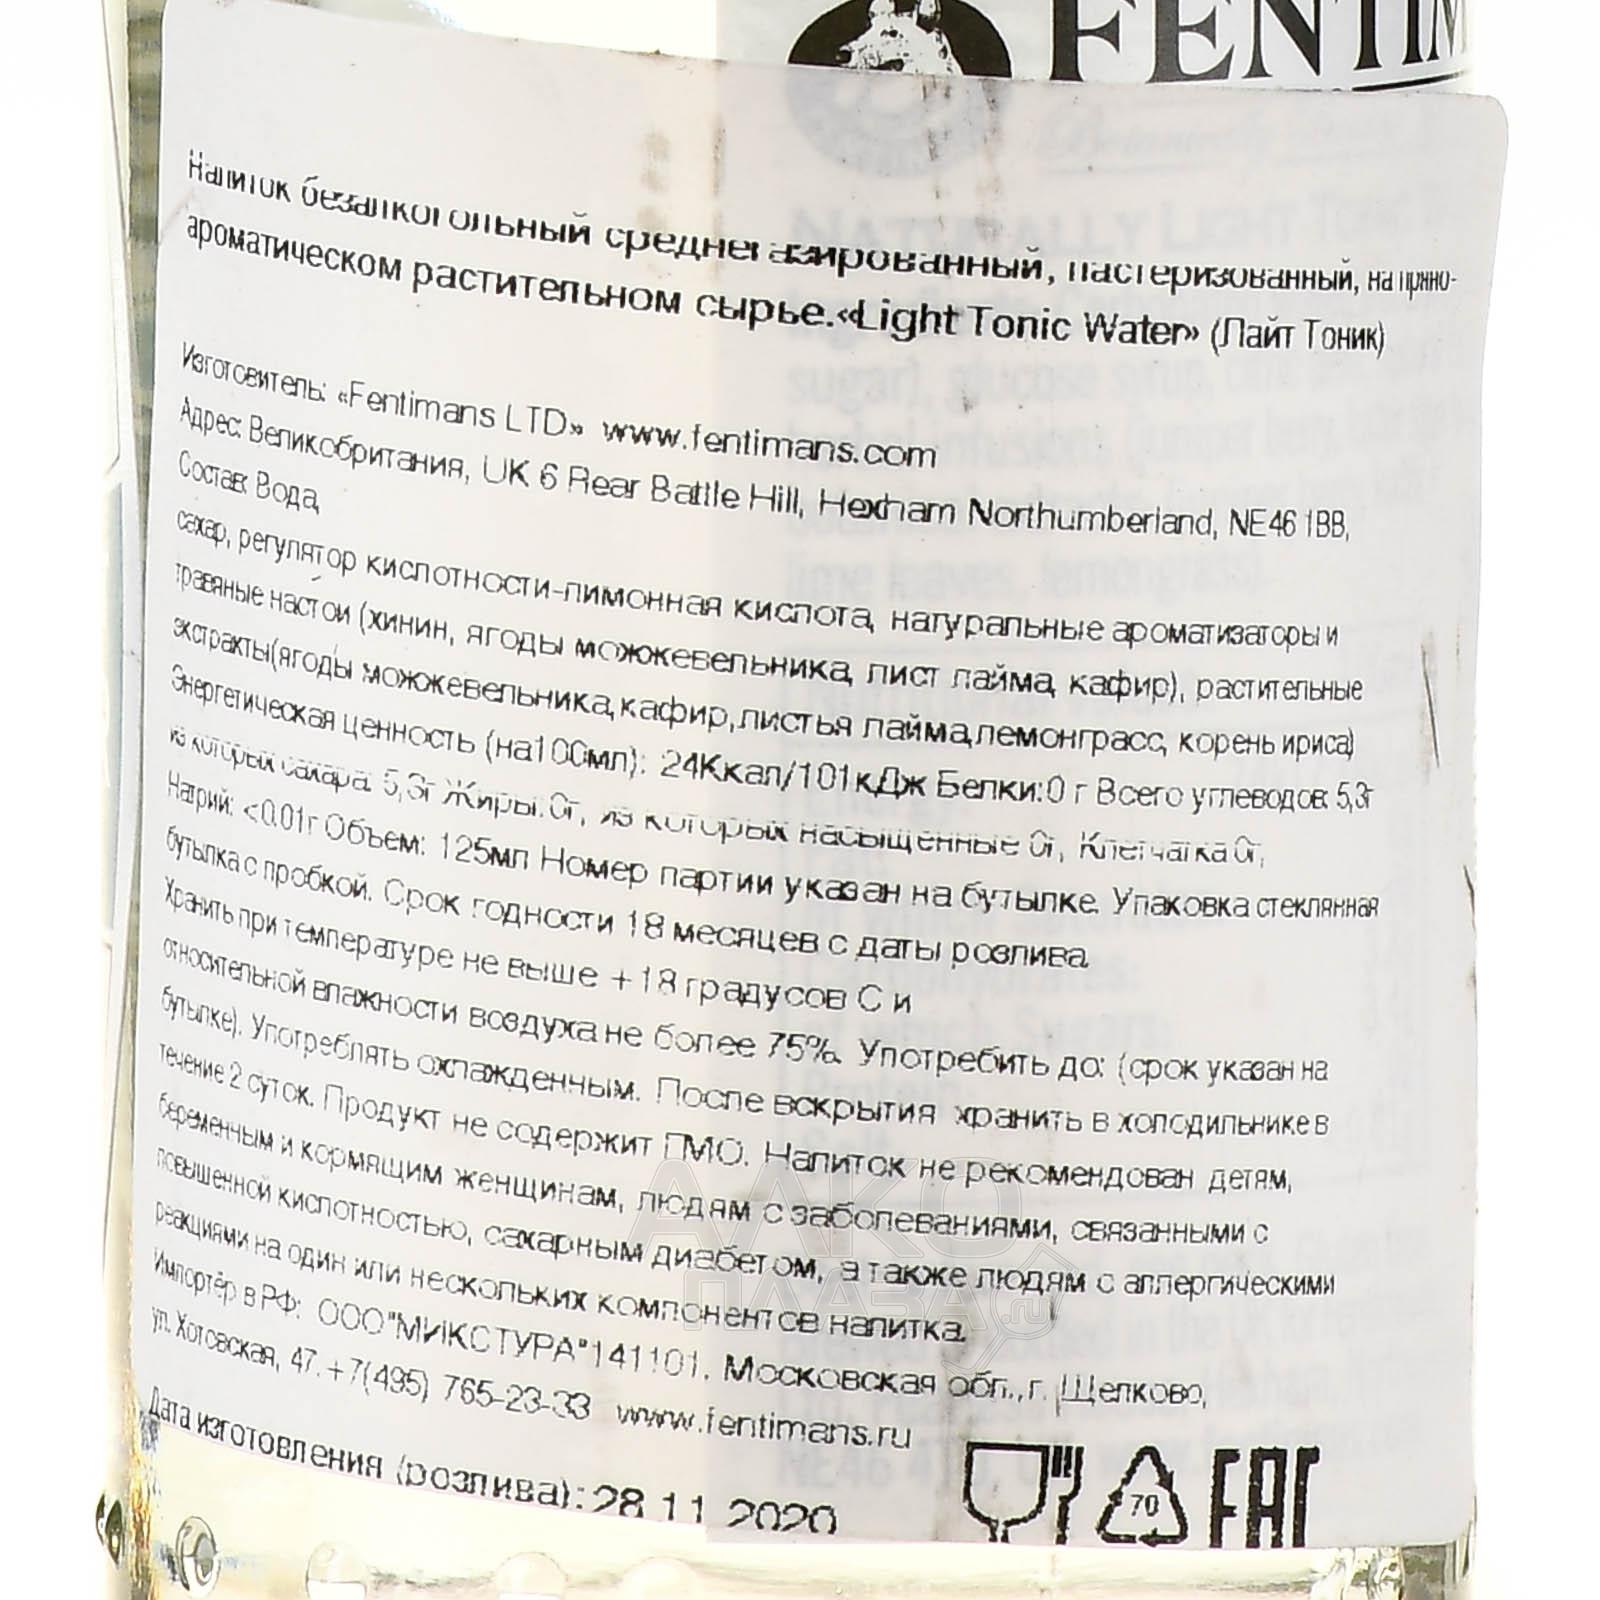 FENTIM
Напиток безалкогольный среднегазированный, пастеризованный, на пряно-
ароматическом растительном сырье.«Light Tonic Water» (Лайт Тоник)
Изготовитель: «Fentimans LTD» www.fentimans.com
Адрес: Великобритания, UK 6 Rear Battle Hill, Hexham Northumberland, NE46 1BB,
Состав: Вода,
сахар, регулятор кислотности-лимонная кислота, натуральные ароматизаторы и
травяные настои (хинин, ягоды можжевельника, лист лайма, кафир), растительные
экстракты(ягоды можжевельника,кафир,листья лайма,лемонграсс, корень ириса)
Энергетическая ценность (на100мл): 24Ккал/101кДж Белки:0 г Всего углеводов: 5,3г
из которых сахара: 5,3г Жиры:0г, из которых насыщенные 0г, Клетчатка 0г,
Натрий: <0.01г Объем: 125мл Номер партии указан на бутылке. Упаковка стеклянная
бутылка с пробкой. Срок годности 18 месяцев с даты розлива.
Хранить при температуре не выше +18 градусов С и
относительной влажности воздуха не более 75%. Употребить до: (срок указан на
бутылке). Употреблять охлажденным. После вскрытия хранить в холодильнике в
течение 2 суток. Продукт не содержит ГМО. Напиток не рекомендован детям,
беременным и кормящим женщинам, людям с заболеваниями, связанными с
повышенной кислотностью, сахарным диабетом, а также людям с аллергическими
реакциями на один или несколько компонентов напитка.
Импортёр в РФ: ООО"МИКСТУРА"141101. Московская обл.,г. Щелково,
ул. Хотовская, 47.+7(495) 765-23-33 www.fentimans.ru
Дата изготовления (розлива):28.11.2020
70
EAC
АЛКО
ПЛАЗА.ru